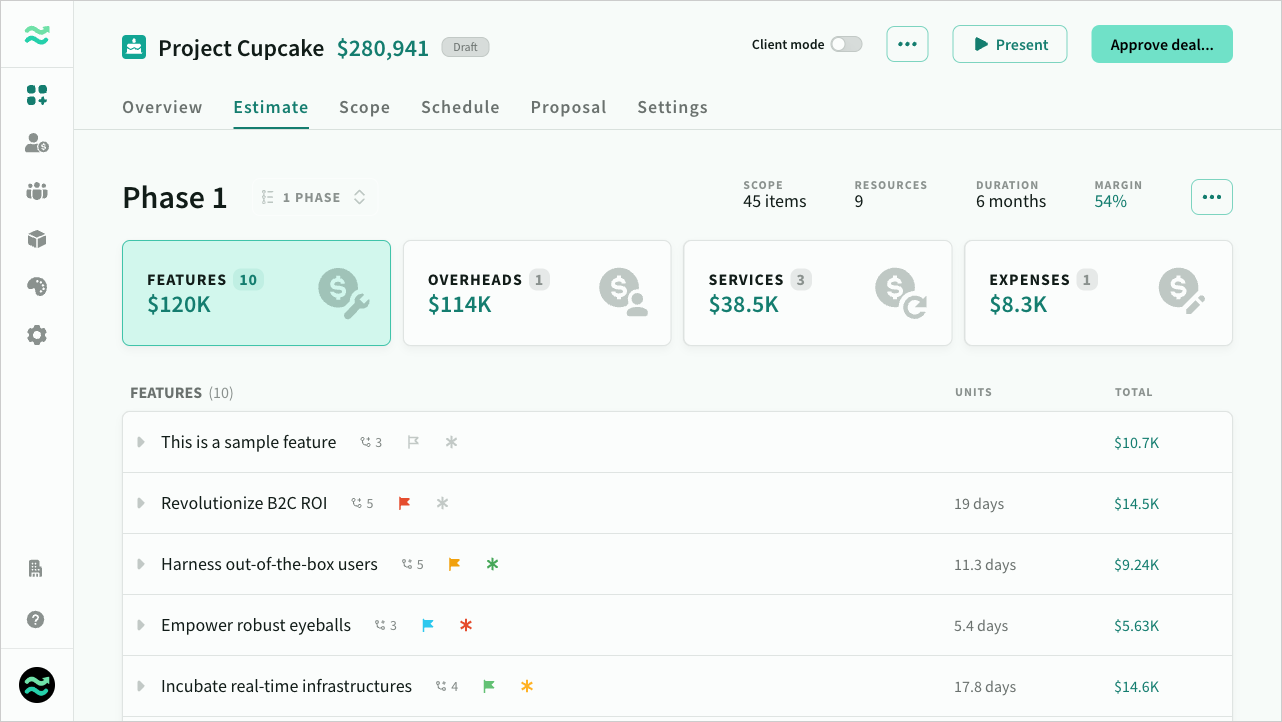 Project Cupcake $280,941 Draft
Client mode
Present
Approve deal...
Overview Estimate Scope Schedule Proposal Settings
Phase 1
1 PHASE
SCOPE
45 items
RESOURCES
9
DURATION
6 months
MARGIN
54%
FEATURES 10
$120K
OVERHEADS 1
$114K
SERVICES 3
$38.5K
EXPENSES 1
$8.3K
FEATURES (10) UNITS TOTAL
This is a sample feature 3 $10.7K
Revolutionize B2C ROI 5 19 days $14.5K
Harness out-of-the-box users 5 11.3 days $9.24K
Empower robust eyeballs 3 5.4 days $5.63K
Incubate real-time infrastructures 4 17.8 days $14.6K